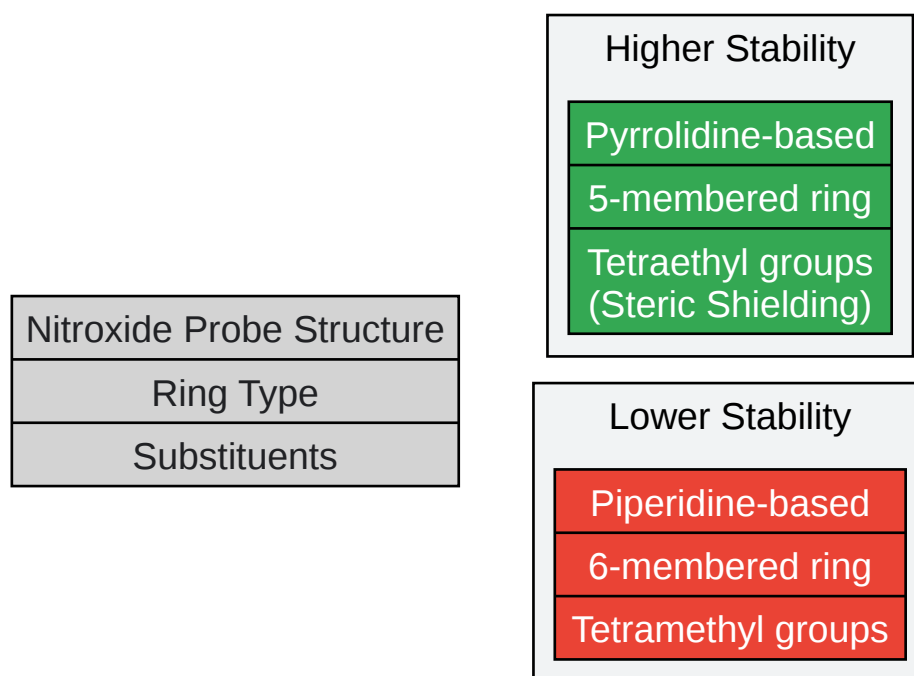 Higher Stability
Pyrrolidine-based
5-membered ring
Tetraethyl groups
(Steric Shielding)
Nitroxide Probe Structure
Ring Type
Substituents
Lower Stability
Piperidine-based
6-membered ring
Tetramethyl groups